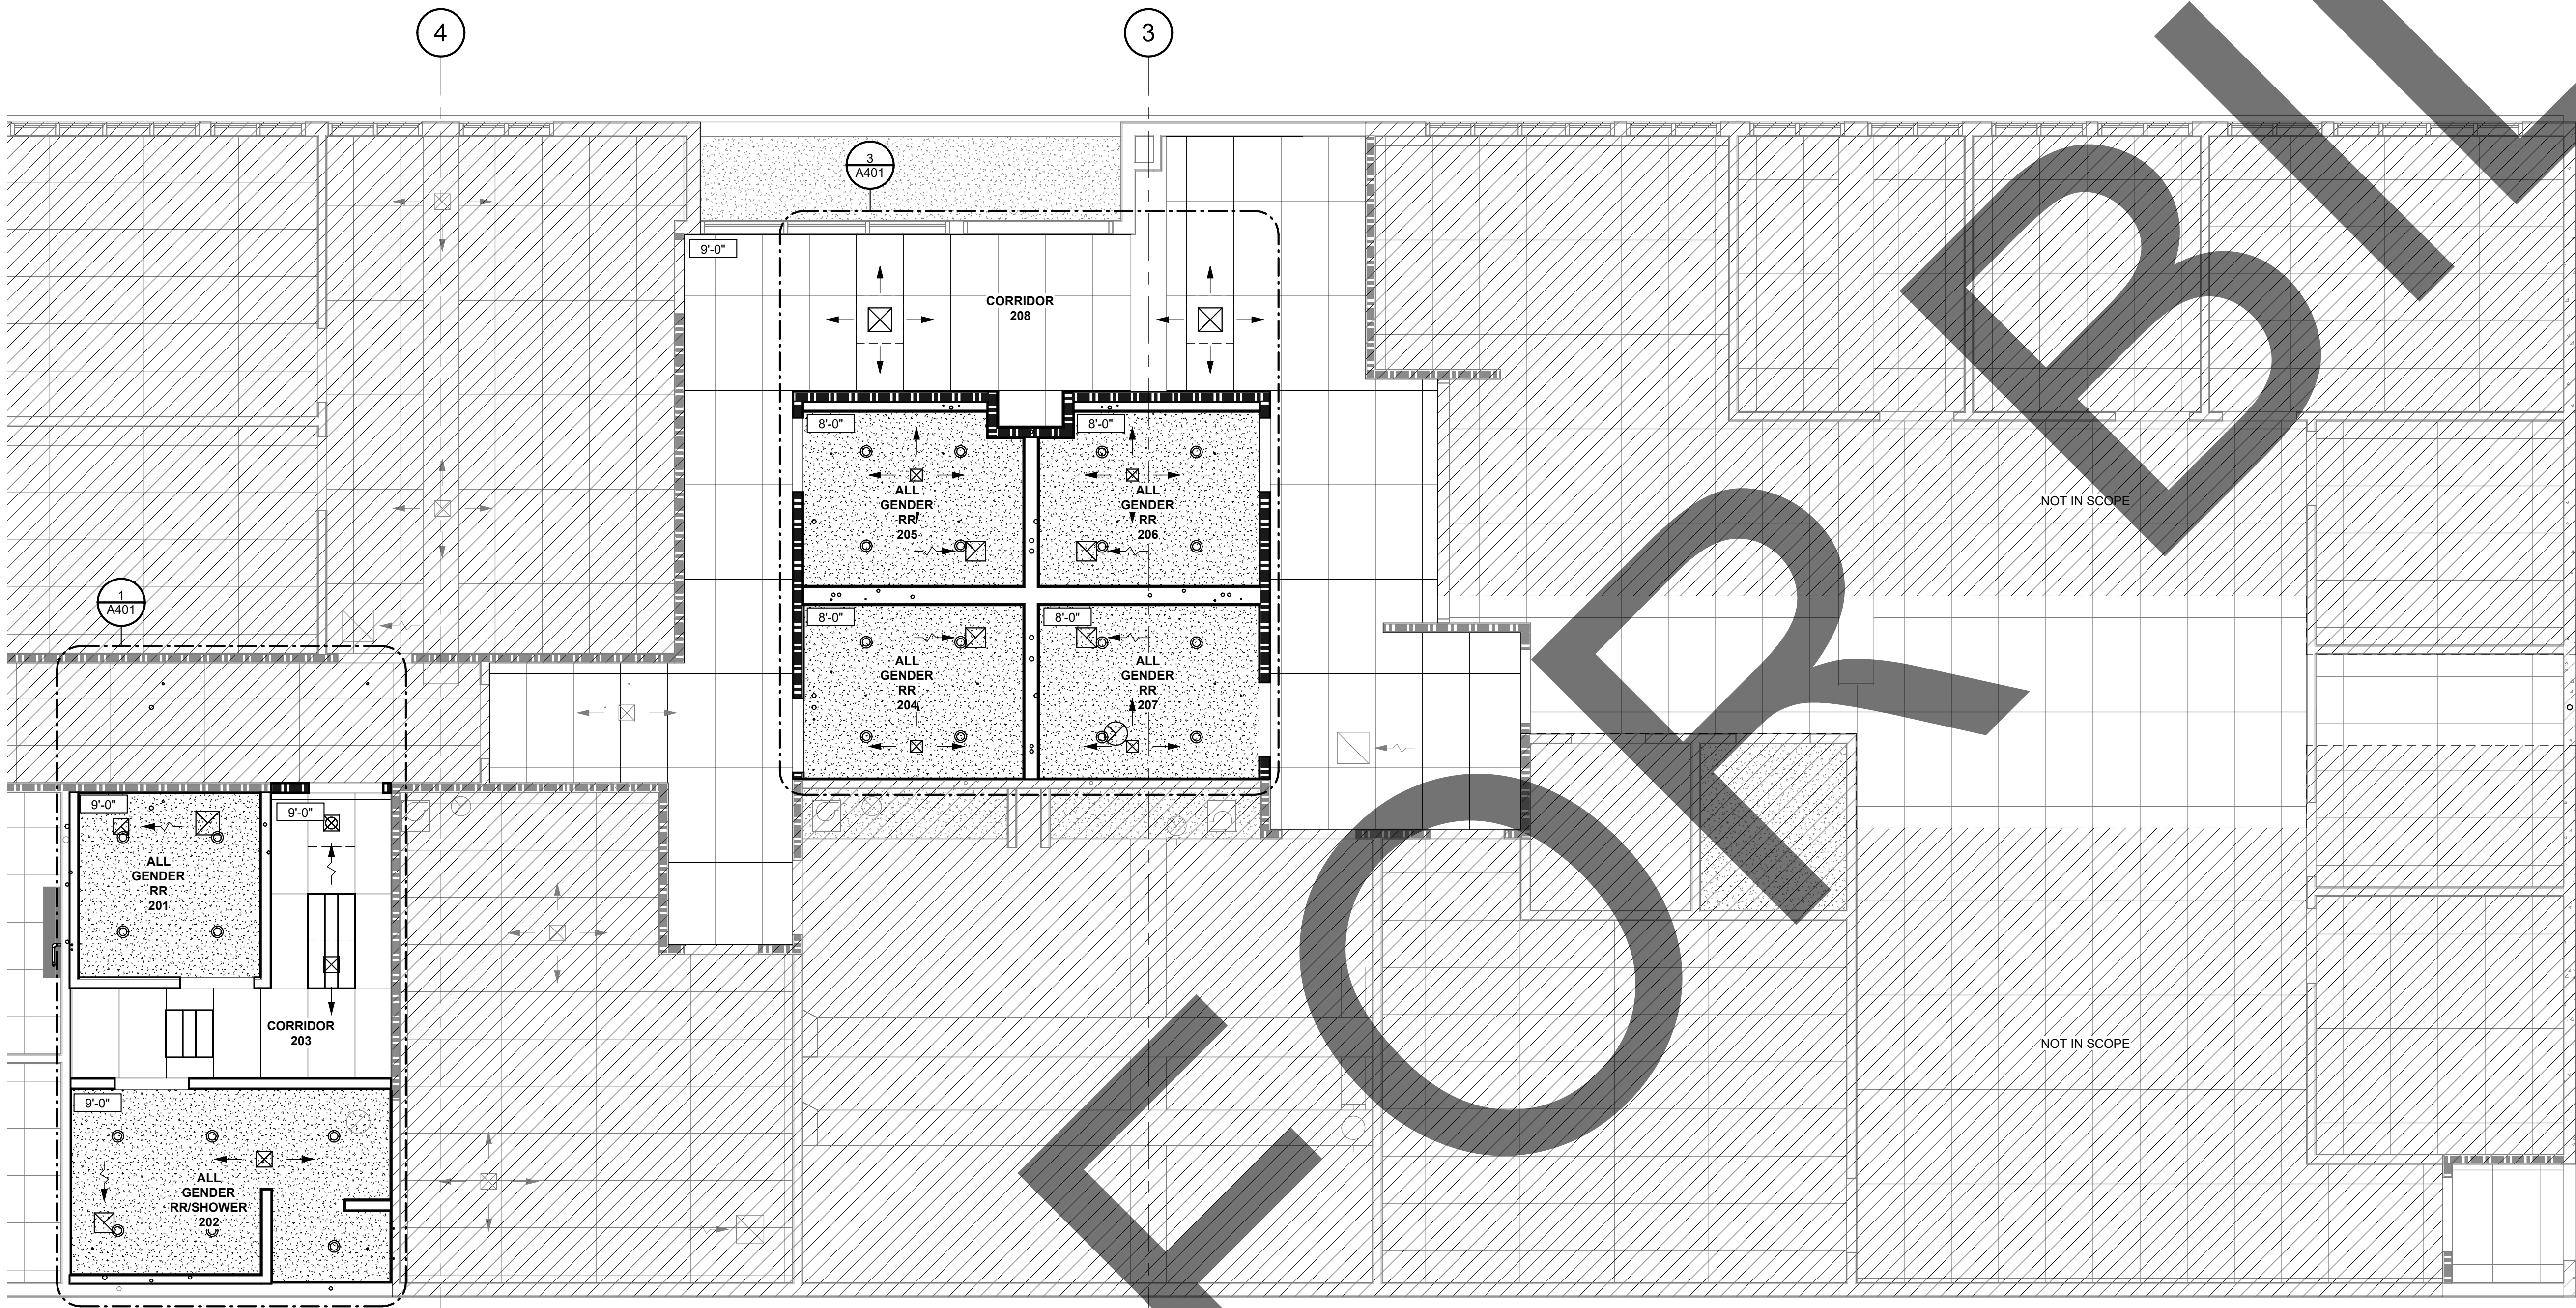 4
3
3
A401
9'-0"
CORRIDOR
208
8'-0"
8'-0"
ALL
GENDER
RR
205
ALL
GENDER
RR
206
NOT IN SCOPE
1
A401
8'-0"
8'-0"
ALL
GENDER
RR
204
ALL
GENDER
RR
207
9'-0"
9'-0"
ALL
GENDER
RR
201
CORRIDOR
203
NOT IN SCOPE
9'-0"
ALL
GENDER
RR/SHOWER
202
FOR BI